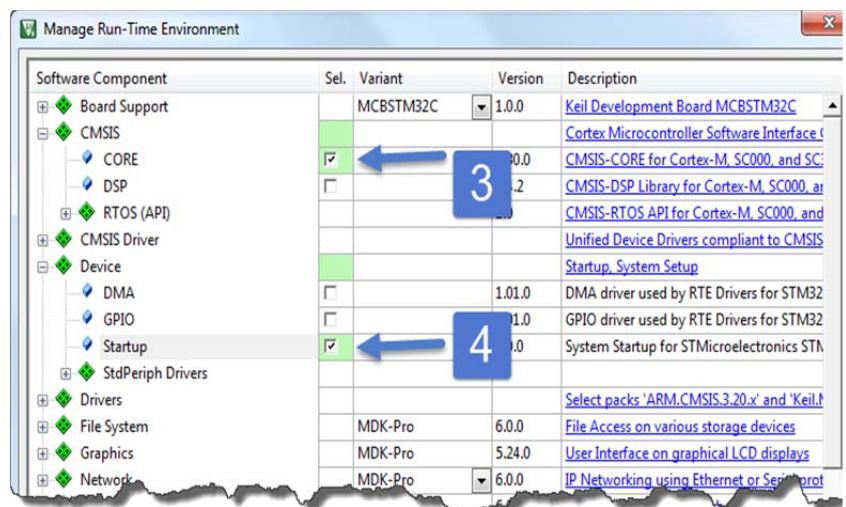 Manage Run-Time Environment
Software Component Sel. Variant Version Description
Board Support MCBSTM32C 1.0.0 Keil Development Board MCBSTM32C
CMSIS Cortex Microcontroller Software Interface
CORE 30.0 CMSIS-CORE for Cortex-M, SC000, and
3
DSP .2 CMSIS-DSP Library for Cortex-M, SC000,
RTOS (API) CMSIS-RTOS API for Cortex-M, SC000, and
CMSIS Driver Unified Device Drivers compliant to CMSIS
Device Startup, System Setup
DMA 1.01.0 DMA driver used by RTE Drivers for STM32
GPIO 01.0 GPIO driver used by RTE Drivers for STM32
4
Startup .0 System Startup for STMicroelectronics
StdPeriph Drivers
Drivers Select packs 'ARM.CMSIS.3.20.x' and
File System MDK-Pro 6.0.0 File Access on various storage devices
Graphics MDK-Pro 5.24.0 User Interface on graphical LCD displays
Network MDK-Pro 6.0.0 IP Networking using Ethernet or